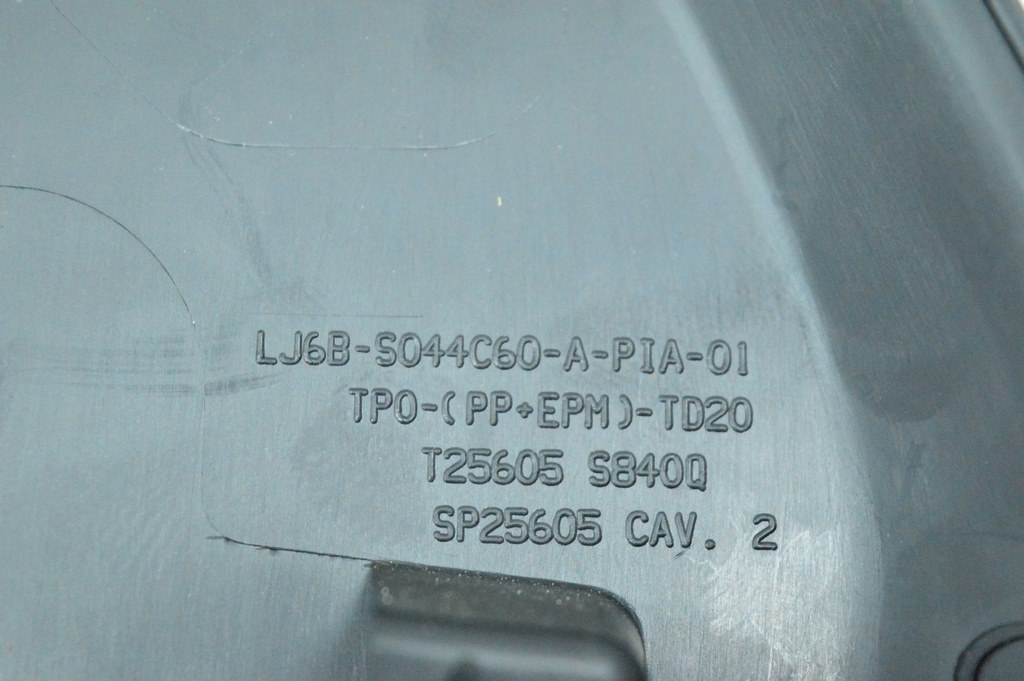 LJ6B-S044C60-A-PIA-01
TPO-(PP+EPM)-TD20
T25605 S840Q
SP25605 CAV. 2